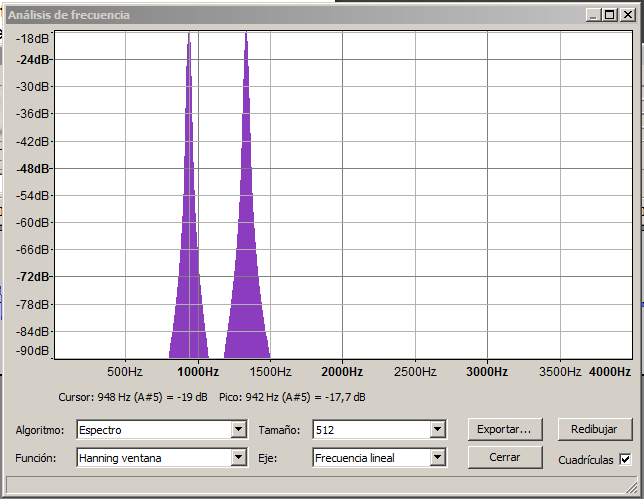 Análisis de frecuencia
-18dB
-24dB
-30dB
-36dB
-42dB
-48dB
-54dB
-60dB
-66dB
-72dB
-78dB
-84dB
-90dB
500Hz 1000Hz 1500Hz 2000Hz 2500Hz 3000Hz 3500Hz 4000Hz
Cursor: 948 Hz (A#5) = -19 dB Pico: 942 Hz (A#5) = -17,7 dB
Algoritmo: Espectro Tamaño: 512 Exportar... Redibujar
Función: Hanning ventana Eje: Frecuencia lineal Cerrar Cuadrículas